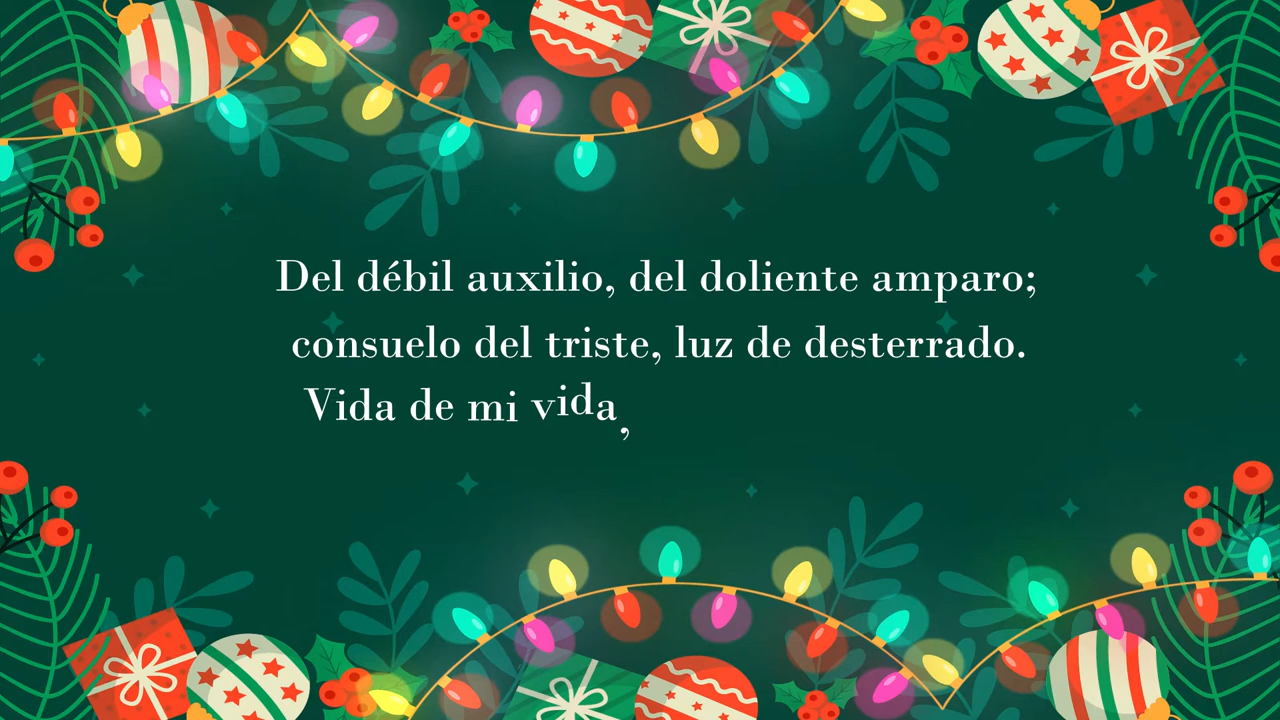 Del débil auxilio, del doliente amparo;
consuelo del triste, luz de desterrado.
Vida de mi vida,